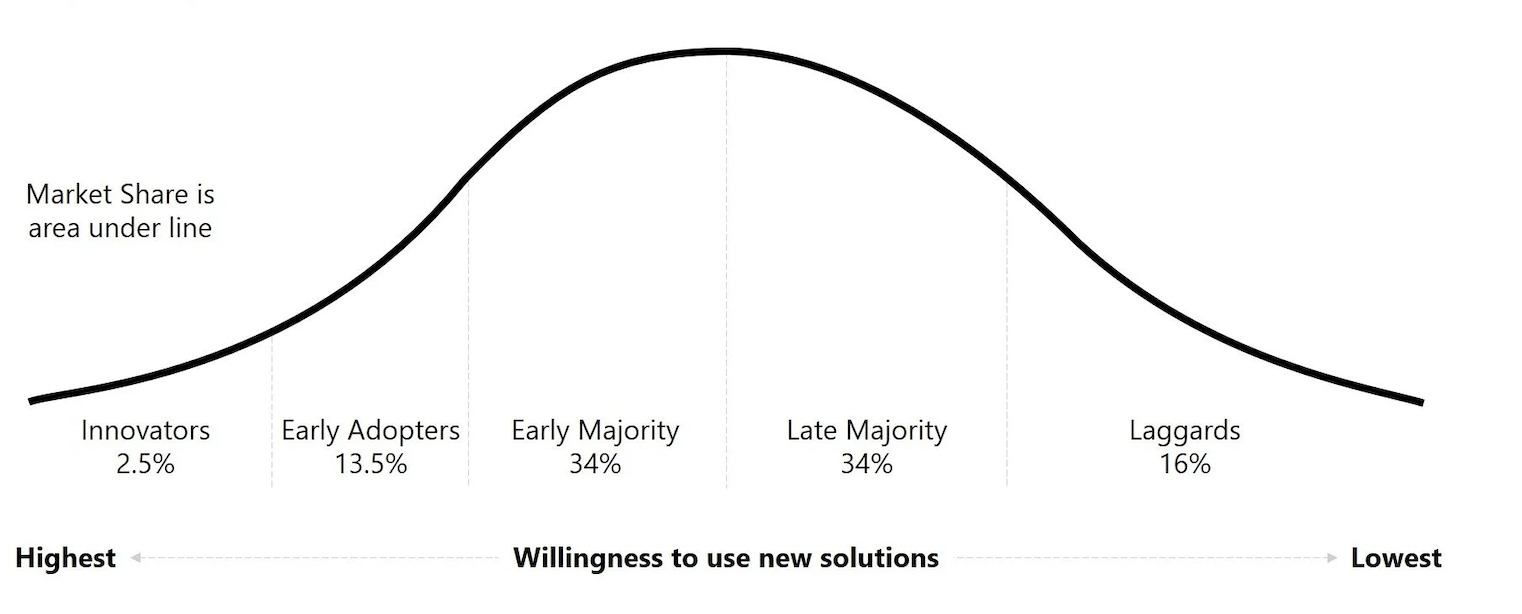 Market Share is
area under line
Innovators
2.5%
Early Adopters
13.5%
Early Majority
34%
Late Majority
34%
Laggards
16%
Highest
Willingness to use new solutions
Lowest